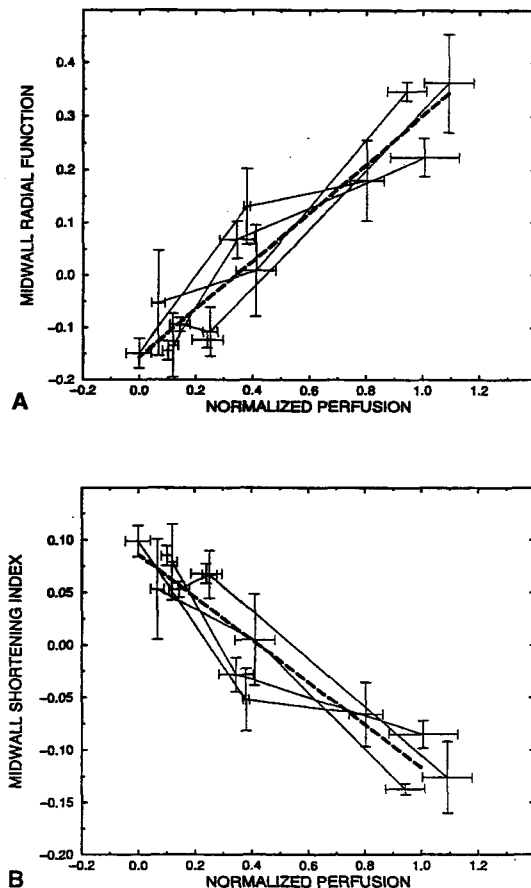 0.4
0.3
0.2
0.1
0.0
−0.1
−0.2
MIDWALL RADIAL FUNCTION
−0.2 0.0 0.2 0.4 0.6 0.8 1.0 1.2
NORMALIZED PERFUSION
A
0.10
0.05
0.00
−0.05
−0.10
−0.15
−0.20
MIDWALL SHORTENING INDEX
−0.2 0.0 0.2 0.4 0.6 0.8 1.0 1.2
NORMALIZED PERFUSION
B